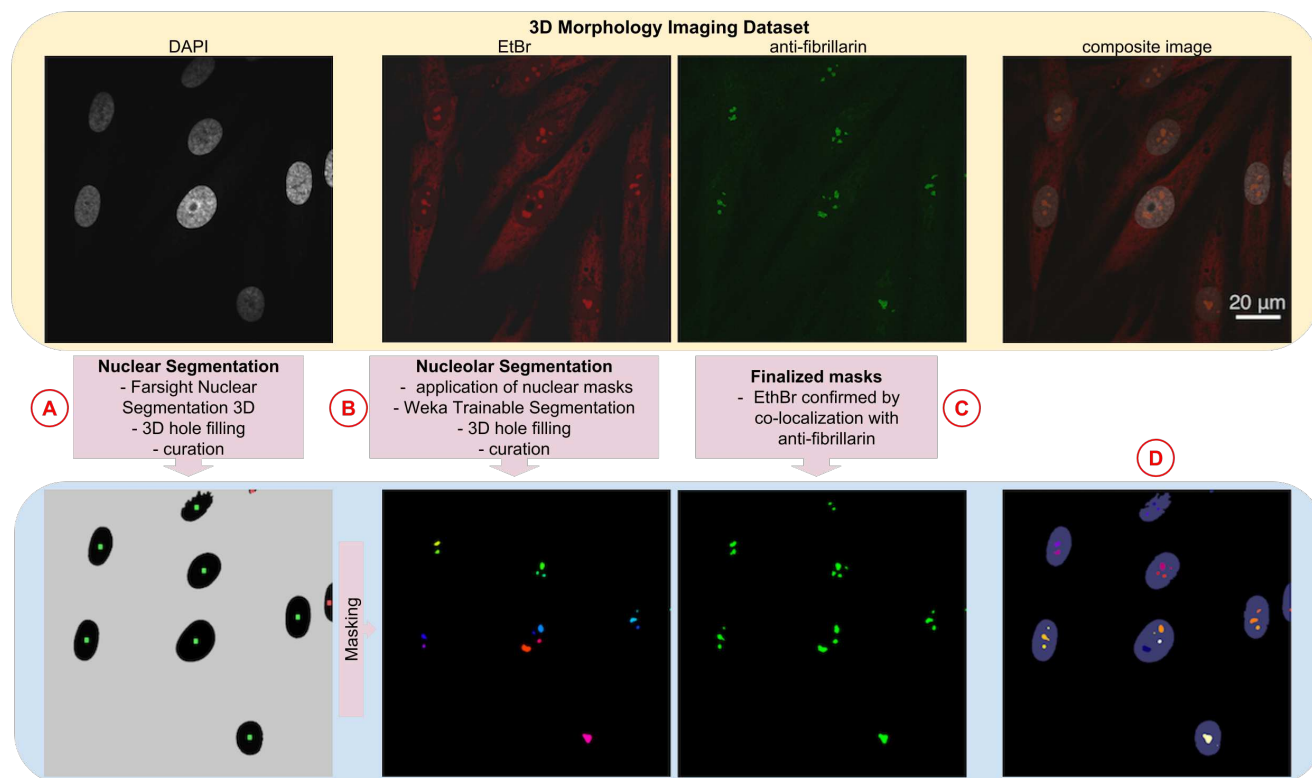 3D Morphology Imaging Dataset
DAPI
EtBr
anti-fibrillarin
composite image
20 µm
A
Nuclear Segmentation
- Farsight Nuclear
Segmentation 3D
- 3D hole filling
- curation
B
Nucleolar Segmentation
- application of nuclear masks
- Weka Trainable Segmentation
- 3D hole filling
- curation
Finalized masks
- EthBr confirmed by
co-localization with
anti-fibrillarin
C
D
Masking